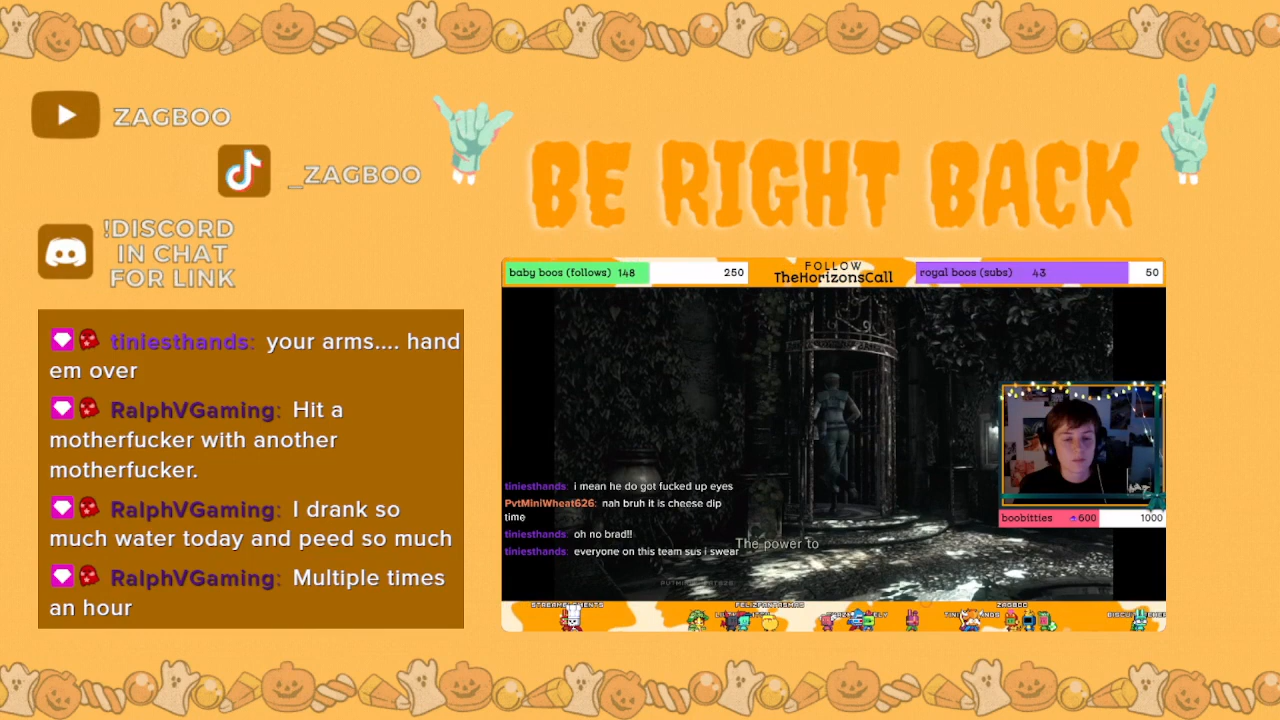 ZAGBOO
_ZAGBOO
!DISCORD
IN CHAT
FOR LINK
BE RIGHT BACK
tiniesthands: your arms.... hand
em over
RalphVGaming: Hit a
motherfucker with another
motherfucker.
RalphVGaming: I drank so
much water today and peed so much
RalphVGaming: Multiple times
an hour
baby boos (follows) 148 250
FOLLOW
TheHorizonsCall
royal boos (subs) 43 50
tiniesthands: i mean he do got fucked up eyes
PvtMiniWheat626: nah bruh it is cheese dip
time
tiniesthands: oh no brad!!
tiniesthands: everyone on this team sus i swear
The power to
boobitties 600 1000
STREAMELEMENTS
FELIZFANTASMAS
ZAGBOO